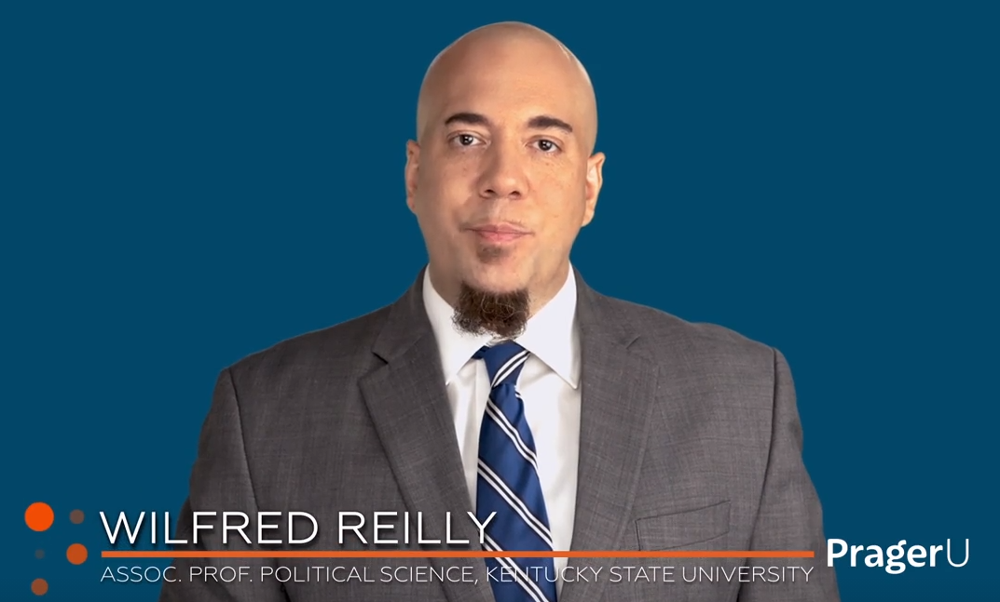 WILFRED REILLY
ASSOC. PROF. POLITICAL SCIENCE, KENTUCKY STATE UNIVERSITY
PragerU